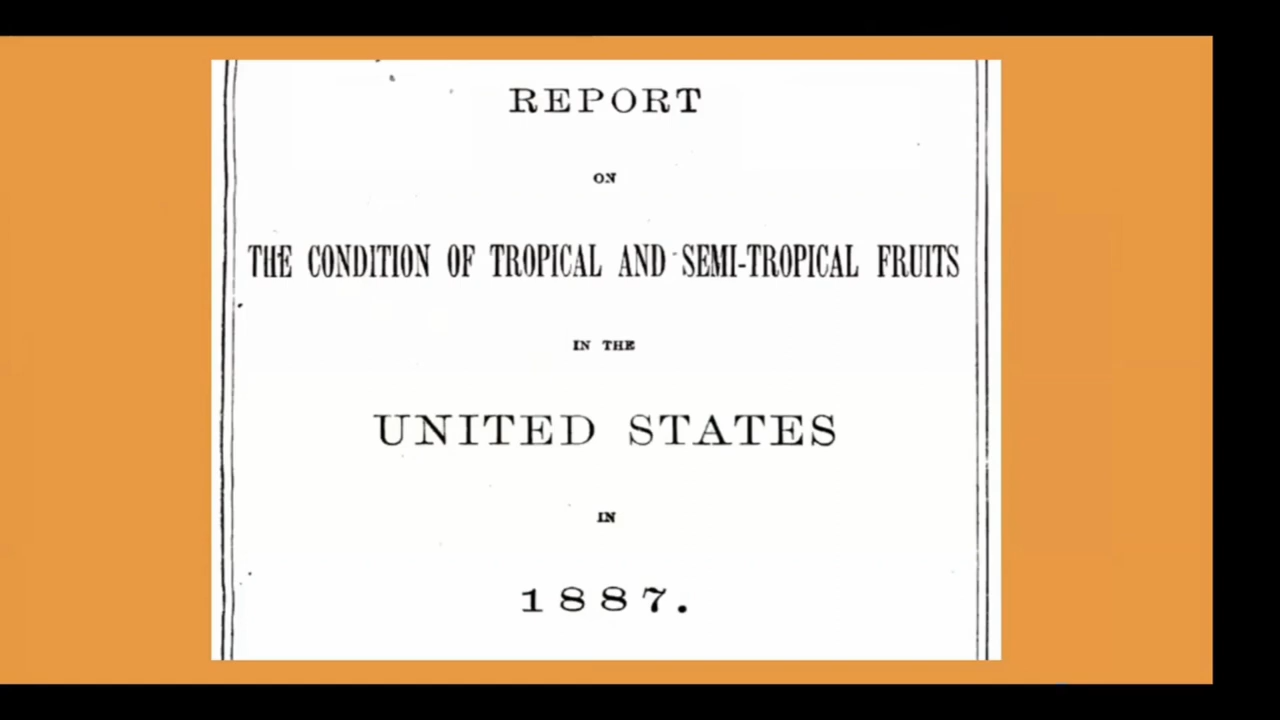 REPORT
ON
THE CONDITION OF TROPICAL AND SEMI-TROPICAL FRUITS
IN THE
UNITED STATES
IN
1887.